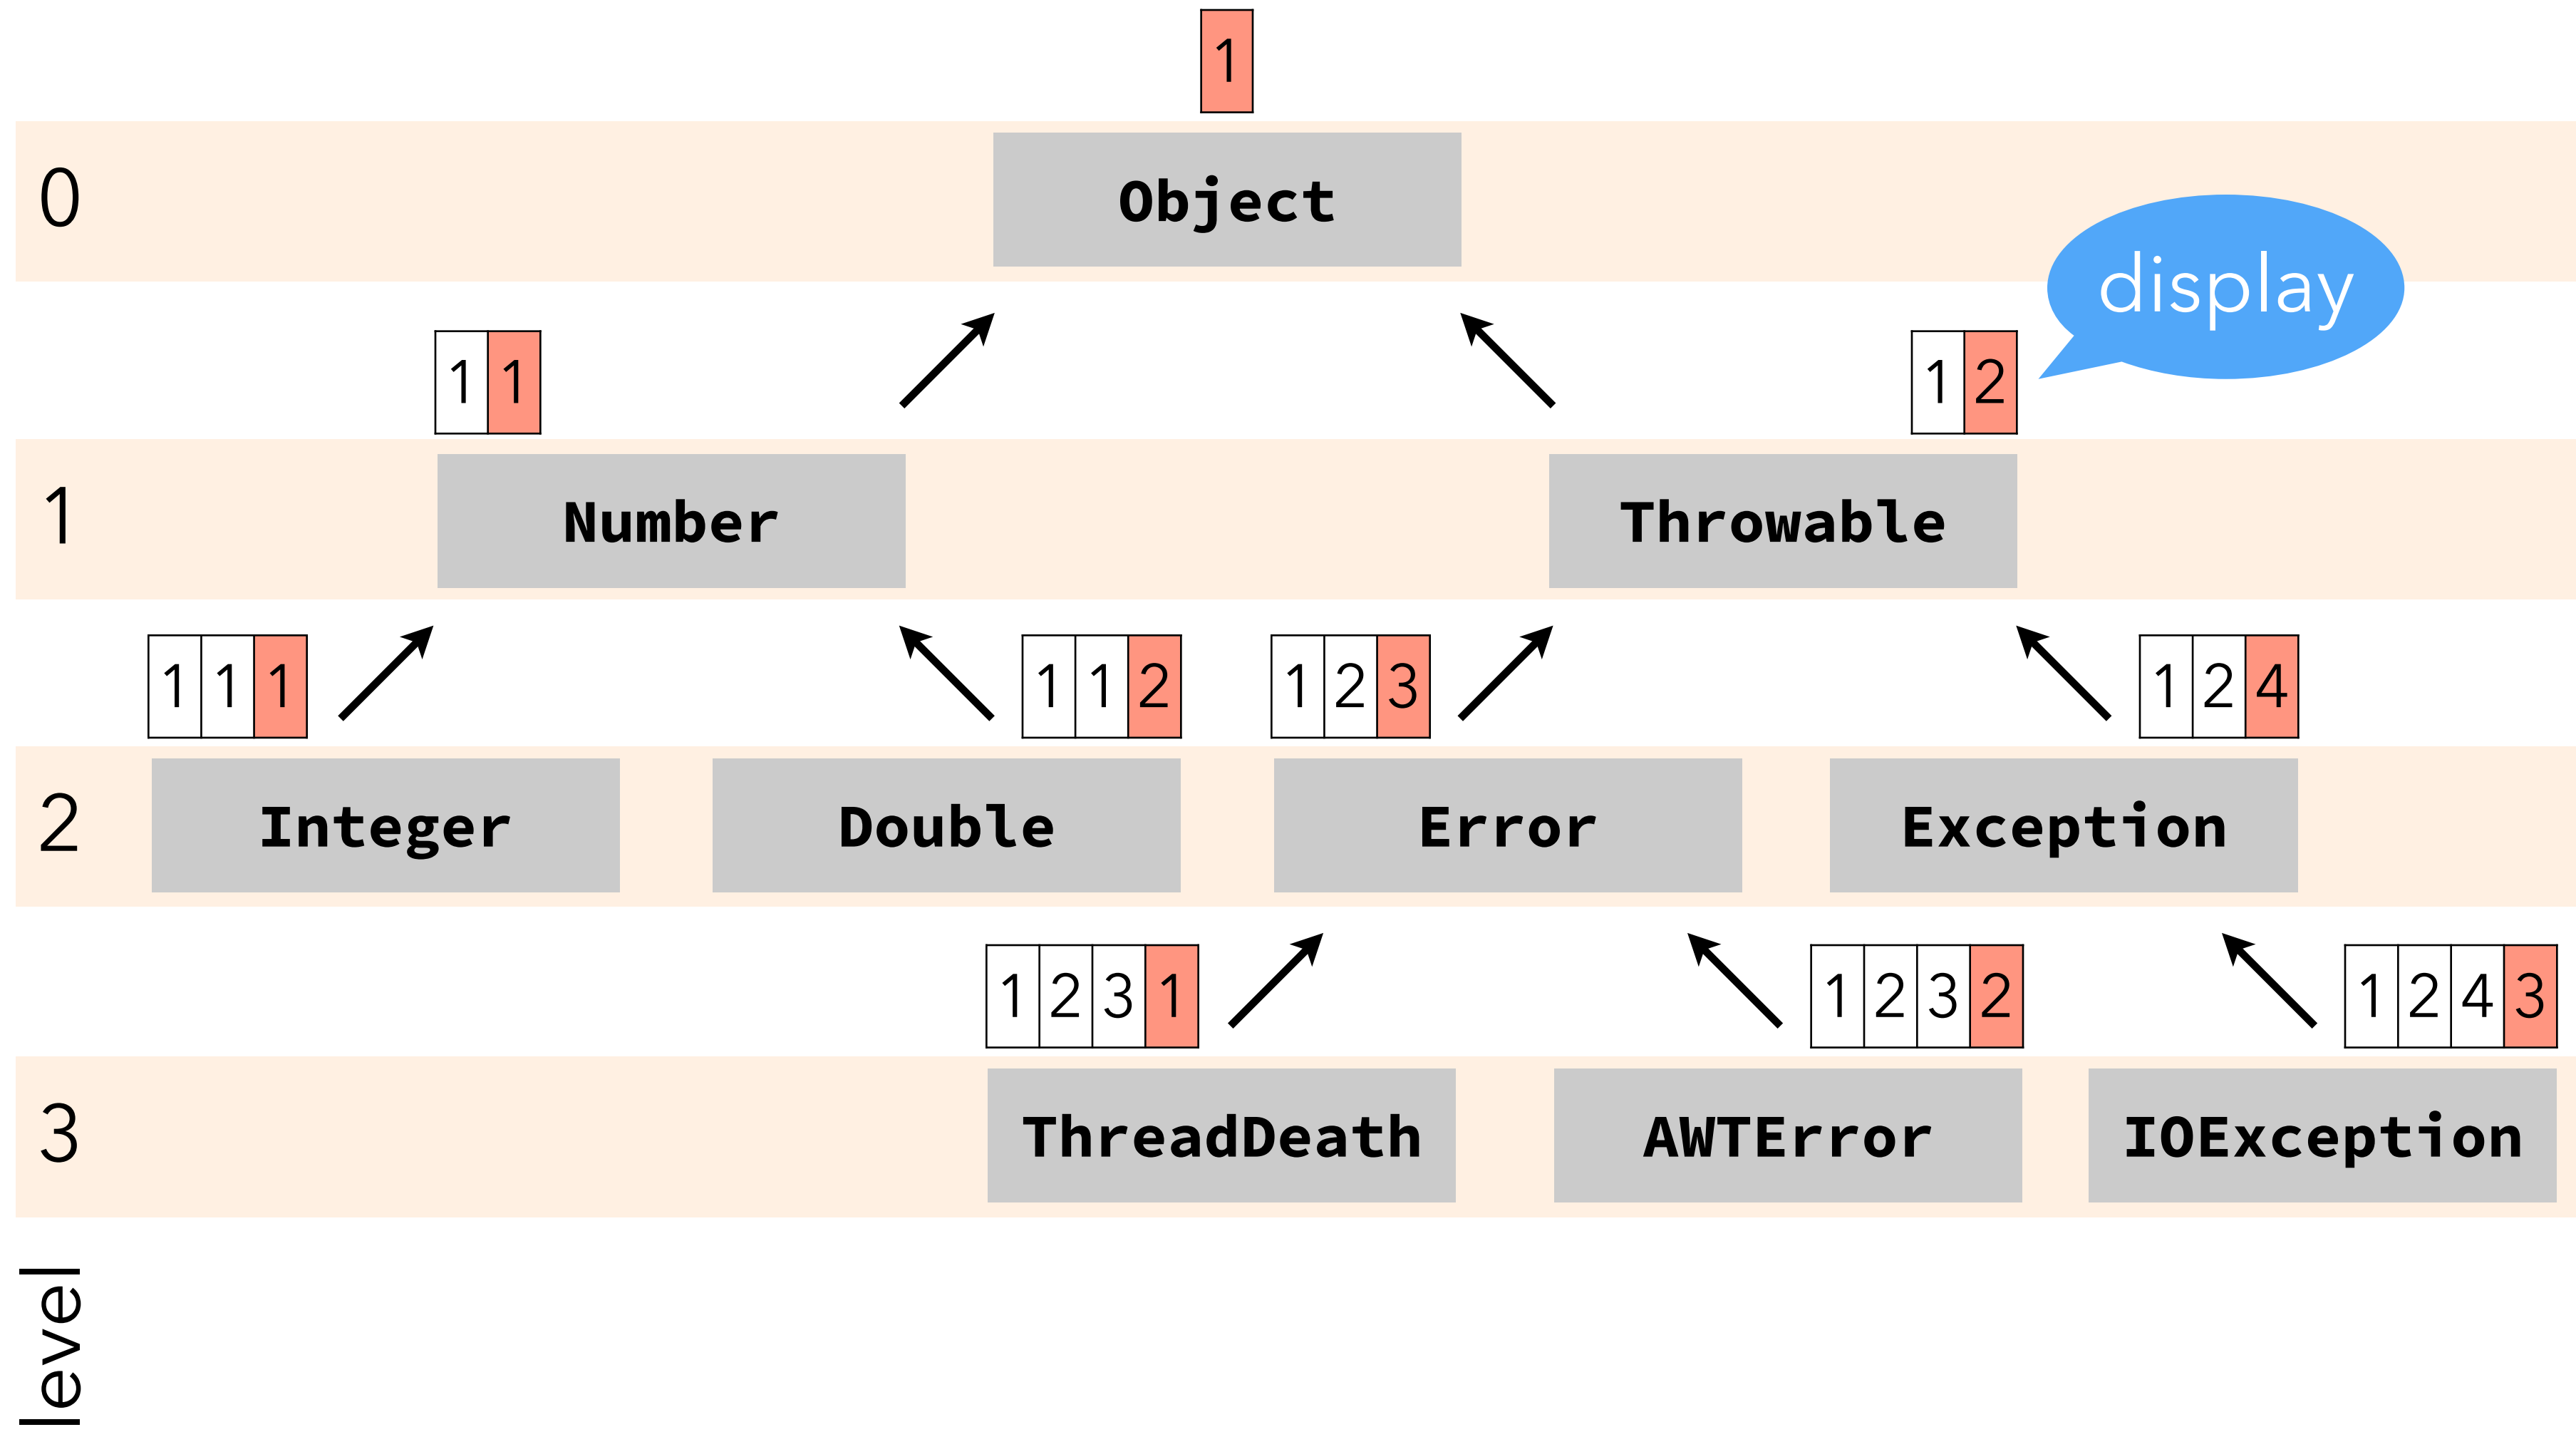 1
0
Object
display
1 1
1 2
1
Number
Throwable
1 1 1
1 1 2
1 2 3
1 2 4
2
Integer
Double
Error
Exception
1 2 3 1
1 2 3 2
1 2 4 3
3
ThreadDeath
AWTError
IOException
level